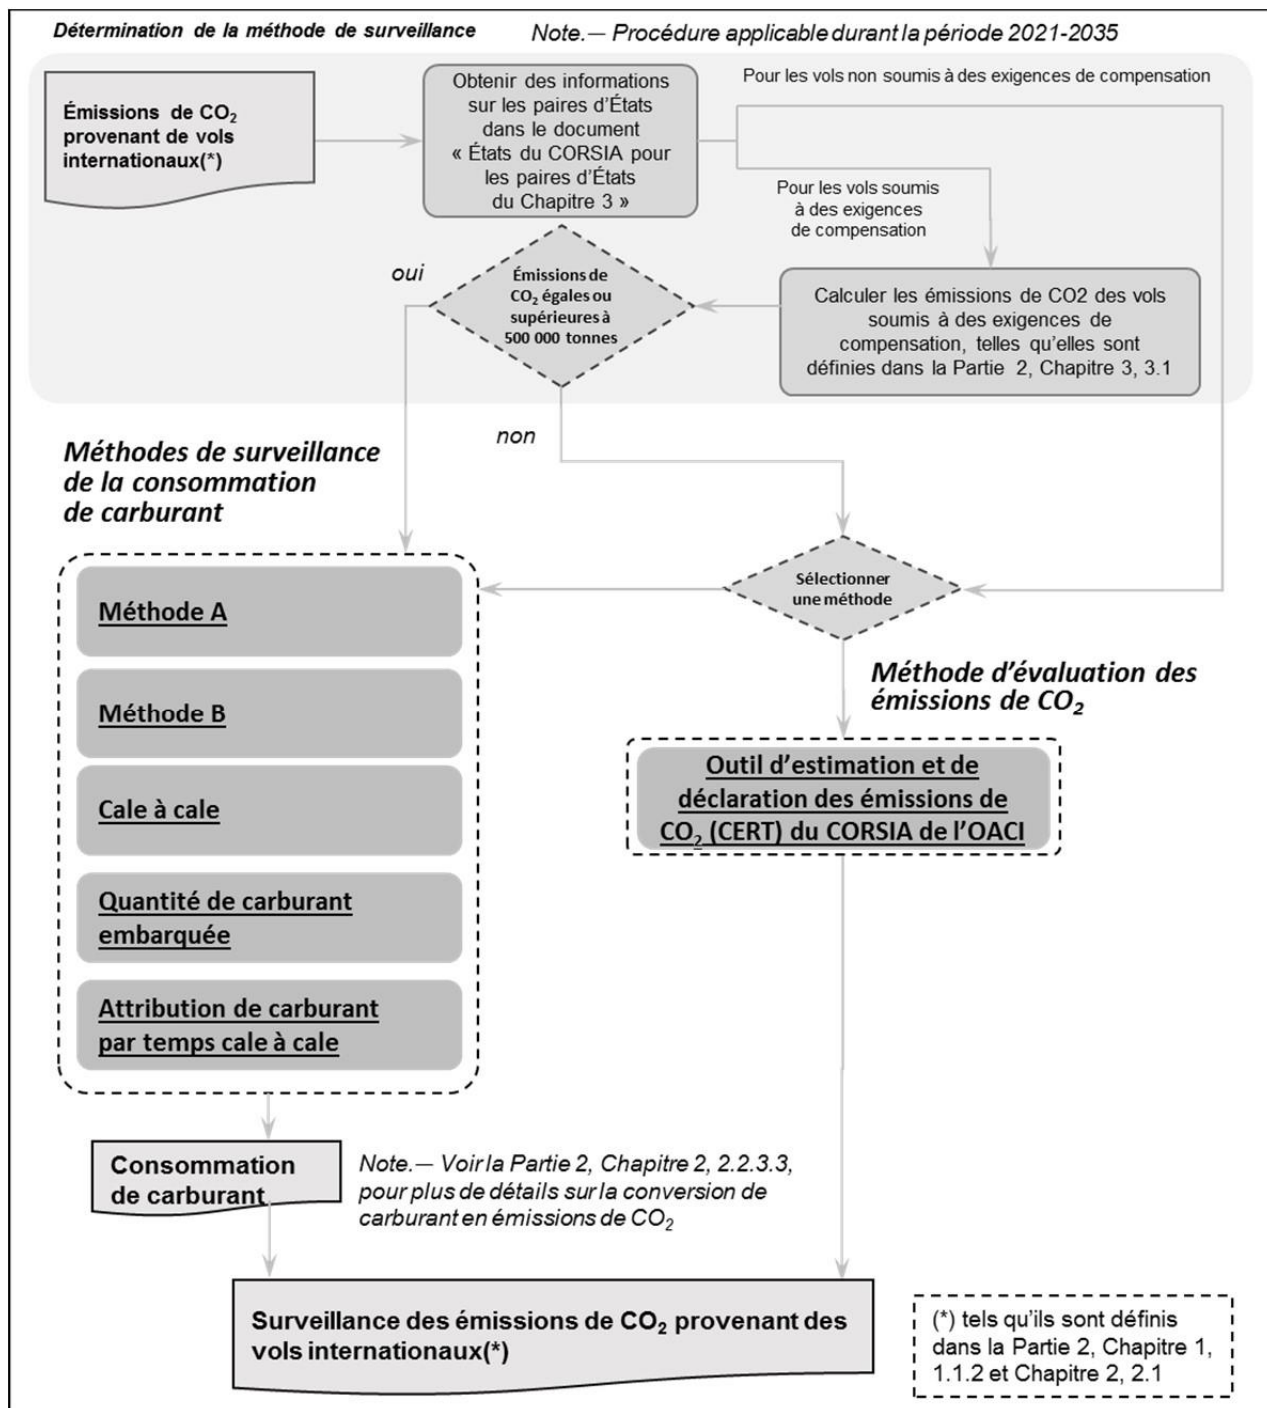 Détermination de la méthode de surveillance
Note.— Procédure applicable durant la période 2021-2035
Émissions de CO₂
provenant de vols
internationaux(*)
Obtenir des informations
sur les paires d'États
dans le document
« États du CORSIA pour
les paires d'États
du Chapitre 3 »
Pour les vols non soumis à des exigences de compensation
Pour les vols soumis
à des exigences
de compensation
Calculer les émissions de CO2 des vols
soumis à des exigences de
compensation, telles qu'elles sont
définies dans la Partie 2, Chapitre 3, 3.1
Émissions de
CO₂ égales ou
supérieures à
500 000 tonnes
oui
non
Méthodes de surveillance
de la consommation
de carburant
Sélectionner
une méthode
Méthode A
Méthode B
Cale à cale
Quantité de carburant
embarquée
Attribution de carburant
par temps cale à cale
Méthode d'évaluation des
émissions de CO₂
Outil d'estimation et de
déclaration des émissions de
CO₂ (CERT) du CORSIA de l'OACI
Consommation
de carburant
Note.— Voir la Partie 2, Chapitre 2, 2.2.3.3,
pour plus de détails sur la conversion de
carburant en émissions de CO₂
Surveillance des émissions de CO₂ provenant des
vols internationaux(*)
(*) tels qu'ils sont définis
dans la Partie 2, Chapitre 1,
1.1.2 et Chapitre 2, 2.1